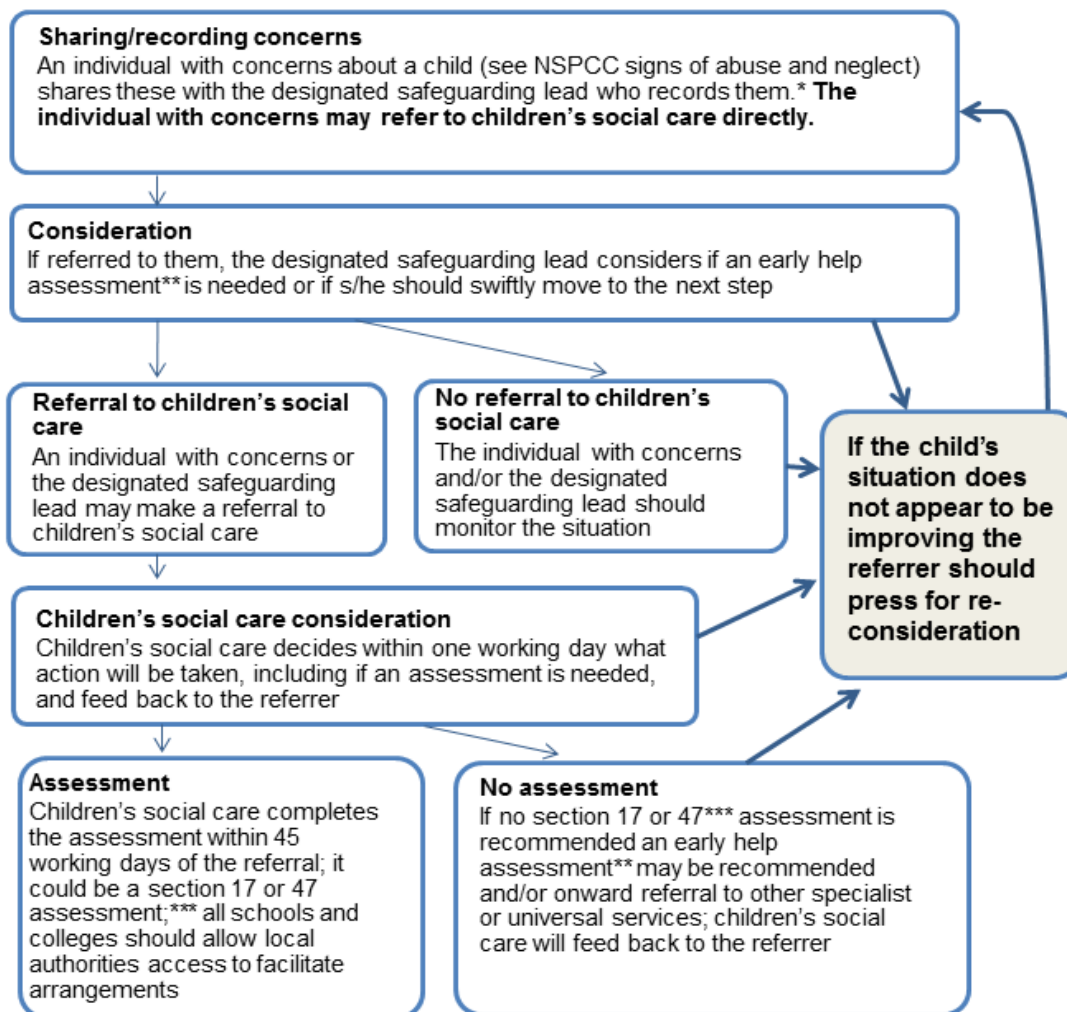 Sharing/recording concerns
An individual with concerns about a child (see NSPCC signs of abuse and neglect)
shares these with the designated safeguarding lead who records them.* The
individual with concerns may refer to children's social care directly.
Consideration
If referred to them, the designated safeguarding lead considers if an early help
assessment** is needed or if s/he should swiftly move to the next step
Referral to children's social
care
An individual with concerns or
the designated safeguarding
lead may make a referral to
children's social care
No referral to children's
social care
The individual with concerns
and/or the designated
safeguarding lead should
monitor the situation
If the child's
situation does
not appear to be
improving the
referrer should
press for re-
consideration
Children's social care consideration
Children's social care decides within one working day what
action will be taken, including if an assessment is needed,
and feed back to the referrer
Assessment
Children's social care completes
the assessment within 45
working days of the referral; it
could be a section 17 or 47
assessment;*** all schools and
colleges should allow local
authorities access to facilitate
arrangements
No assessment
If no section 17 or 47*** assessment is
recommended an early help
assessment** may be recommended
and/or onward referral to other specialist
or universal services; children's social
care will feed back to the referrer